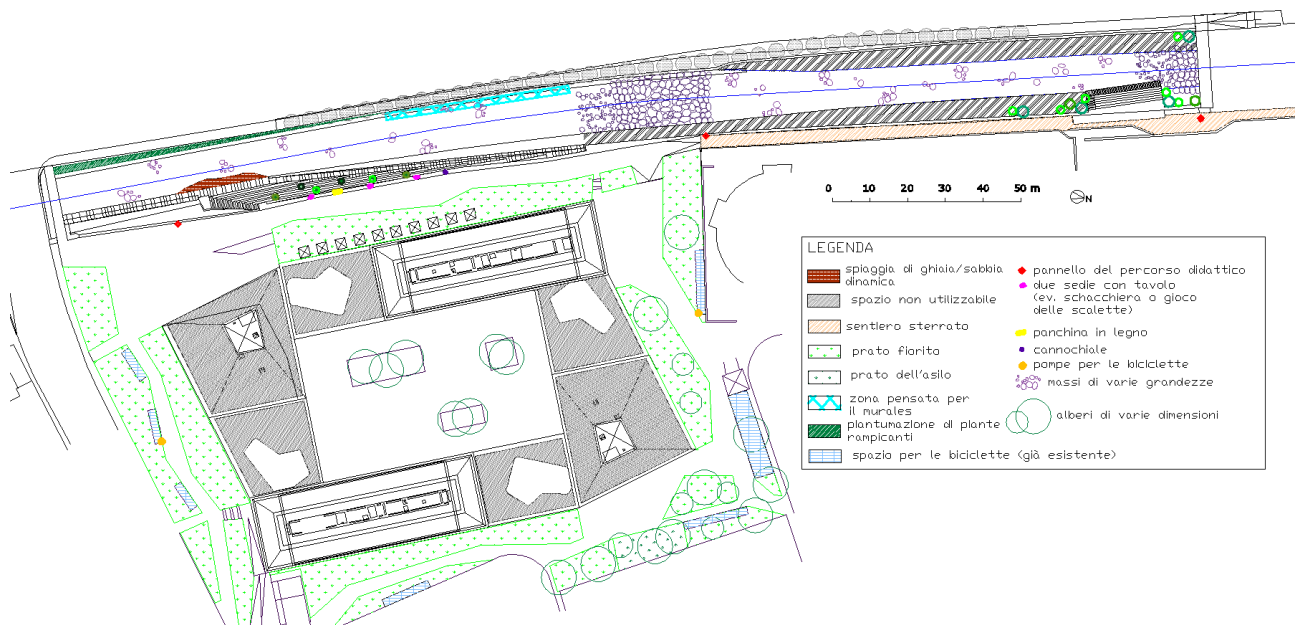 0 10 20 30 40 50 m
N
LEGENDA
spiaggia di ghiaia/sabbia
dinamica
spazio non utilizzabile
sentiero sterrato
prato fiorito
prato dell'asilo
zona pensata per
il murales
plantumazione di piante
rampicanti
spazio per le biciclette (già esistente)
pannello del percorso didattico
due sedie con tavolo
(ev. schacchiera o gioco
delle scalette)
panchina in legno
cannochiale
pompe per le biciclette
massi di varie grandezze
alberi di varie dimensioni